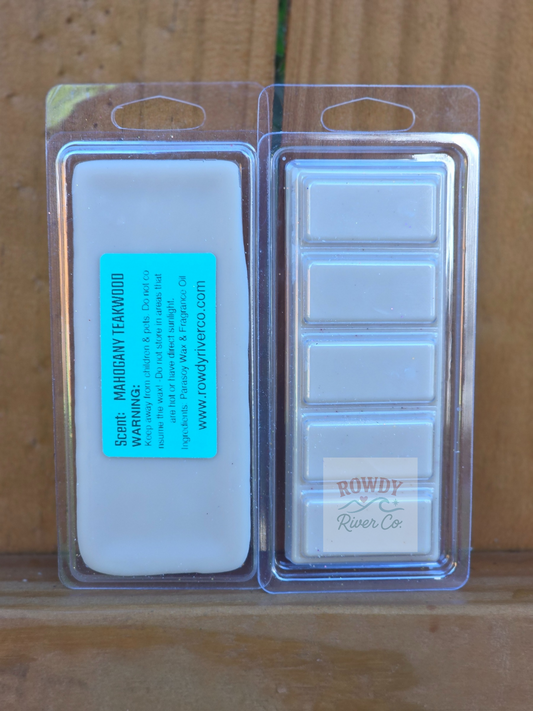 Scent: MAHOGANY TEAKWOOD
WARNING:
Keep away from children & pets. Do not co
nsume the wax! Do not store in areas that
are hot or have direct sunlight.
Ingredients: Parasoy Wax & Fragrance Oil
www.rowdyriverco.com
ROWDY
River Co.